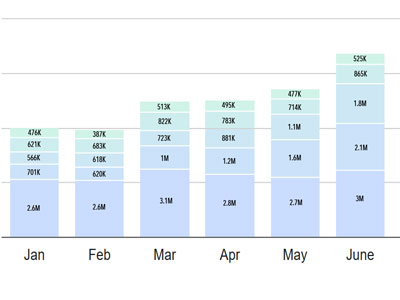 525K
865K
1.8M
2.1M
3M
477K
714K
1.1M
1.6M
2.7M
513K
822K
723K
1M
3.1M
495K
783K
881K
1.2M
2.8M
476K
621K
566K
701K
2.6M
387K
683K
618K
620K
2.6M
Jan Feb Mar Apr May June